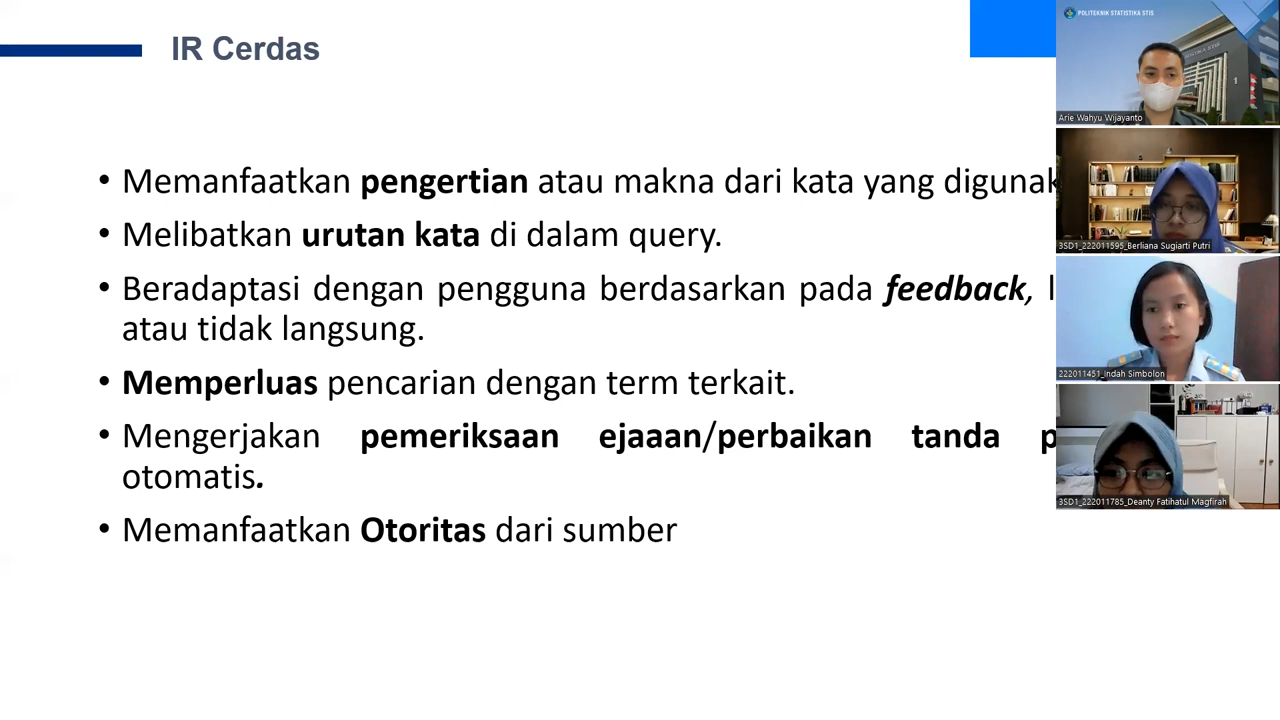 IR Cerdas
• Memanfaatkan pengertian atau makna dari kata yang
• Melibatkan urutan kata di dalam query.
• Beradaptasi dengan pengguna berdasarkan pada feedback,
atau tidak langsung.
• Memperluas pencarian dengan term terkait.
• Mengerjakan pemeriksaan ejaaan/perbaikan tanda
otomatis.
• Memanfaatkan Otoritas dari sumber
POLITEKNIK STATISTIKA STIS
Arie Wahyu Wijayanto
3SD1_222011595_Berliana Sugiarti Putri
222011451_Indah Simbolon
3SD1_222011785_Deanty Fatihatul Magfirah